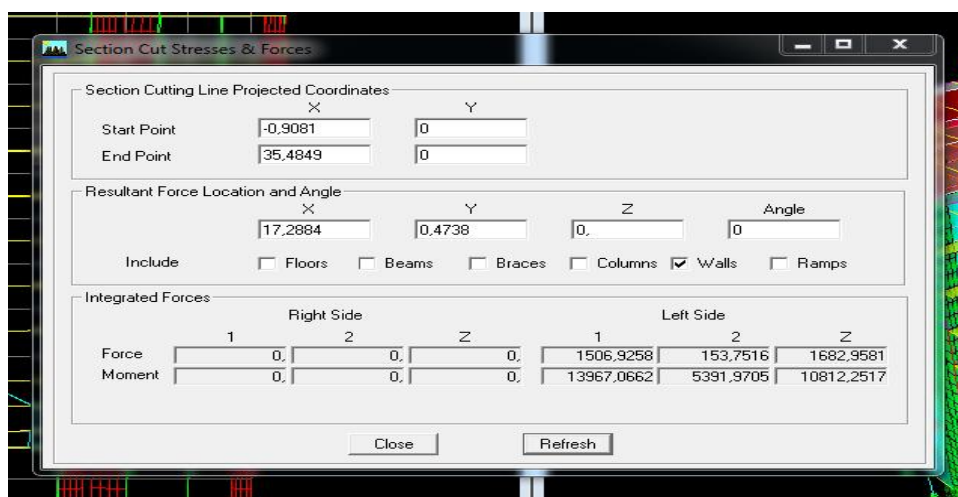 Section Cut Stresses & Forces
Section Cutting Line Projected Coordinates
X Y
Start Point -0,9081 0
End Point 35,4849 0
Resultant Force Location and Angle
X Y Z Angle
17,2884 0,4738 0, 0
Include Floors Beams Braces Columns Walls Ramps
Integrated Forces
Right Side Left Side
1 2 Z 1 2 Z
Force 0, 0, 0, 1506,9258 153,7516 1682,9581
Moment 0, 0, 0, 13967,0662 5391,9705 10812,2517
Close Refresh